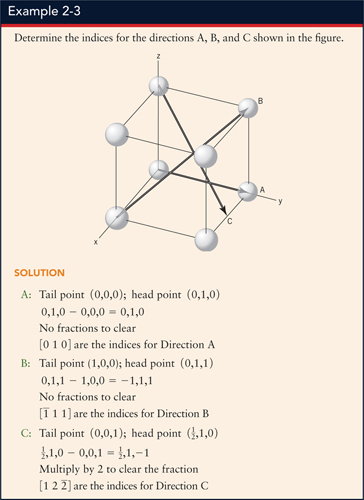 Example 2-3
Determine the indices for the directions A, B, and C shown in the figure.
z
B
A
y
C
x
SOLUTION
A: Tail point (0,0,0); head point (0,1,0)
0,1,0 − 0,0,0 = 0,1,0
No fractions to clear
[0 1 0] are the indices for Direction A
B: Tail point (1,0,0); head point (0,1,1)
0,1,1 − 1,0,0 = −1,1,1
No fractions to clear
[1̅ 1 1] are the indices for Direction B
C: Tail point (0,0,1); head point (½,1,0)
½,1,0 − 0,0,1 = ½,1,−1
Multiply by 2 to clear the fraction
[1 2 2̅] are the indices for Direction C